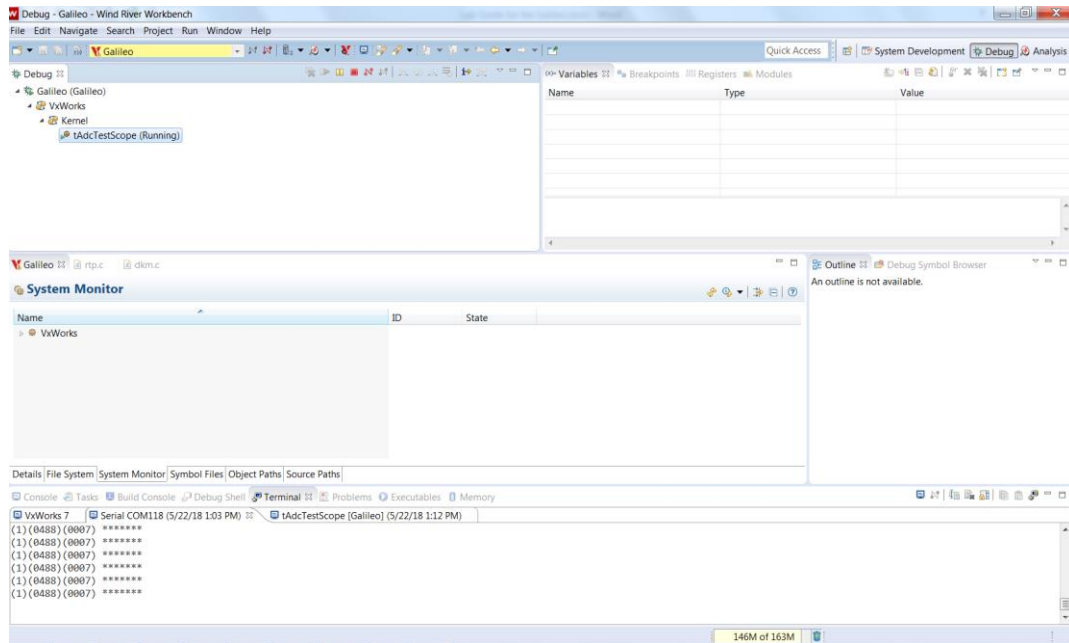 Debug - Galileo - Wind River Workbench
File Edit Navigate Search Project Run Window Help
Galileo
Quick Access
System Development Debug Analysis
Debug
Galileo (Galileo)
VxWorks
Kernel
tAdcTestScope (Running)
(x)= Variables Breakpoints Registers Modules
Name Type Value
Galileo rtp.c dkm.c
System Monitor
Name ID State
VxWorks
Outline Debug Symbol Browser
An outline is not available.
Details File System System Monitor Symbol Files Object Paths Source Paths
Console Tasks Build Console Debug Shell Terminal Problems Executables Memory
VxWorks 7 Serial COM118 (5/22/18 1:03 PM) tAdcTestScope [Galileo] (5/22/18 1:12 PM)
(1)(0488)(0007) *******
(1)(0488)(0007) *******
(1)(0488)(0007) *******
(1)(0488)(0007) *******
(1)(0488)(0007) *******
(1)(0488)(0007) *******
146M of 163M